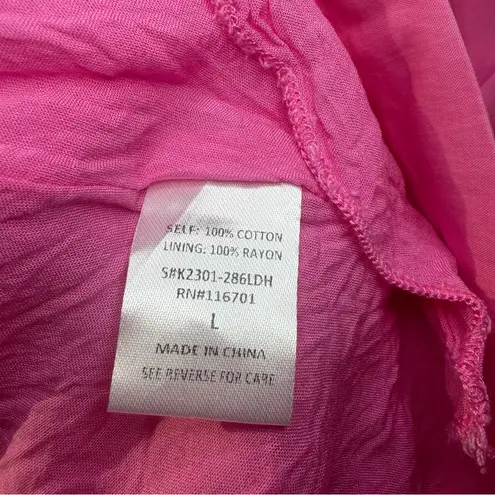 SELF: 100% COTTON
LINING: 100% RAYON
S#K2301-286LDH
RN#116701
L
MADE IN CHINA
SEE REVERSE FOR CARE